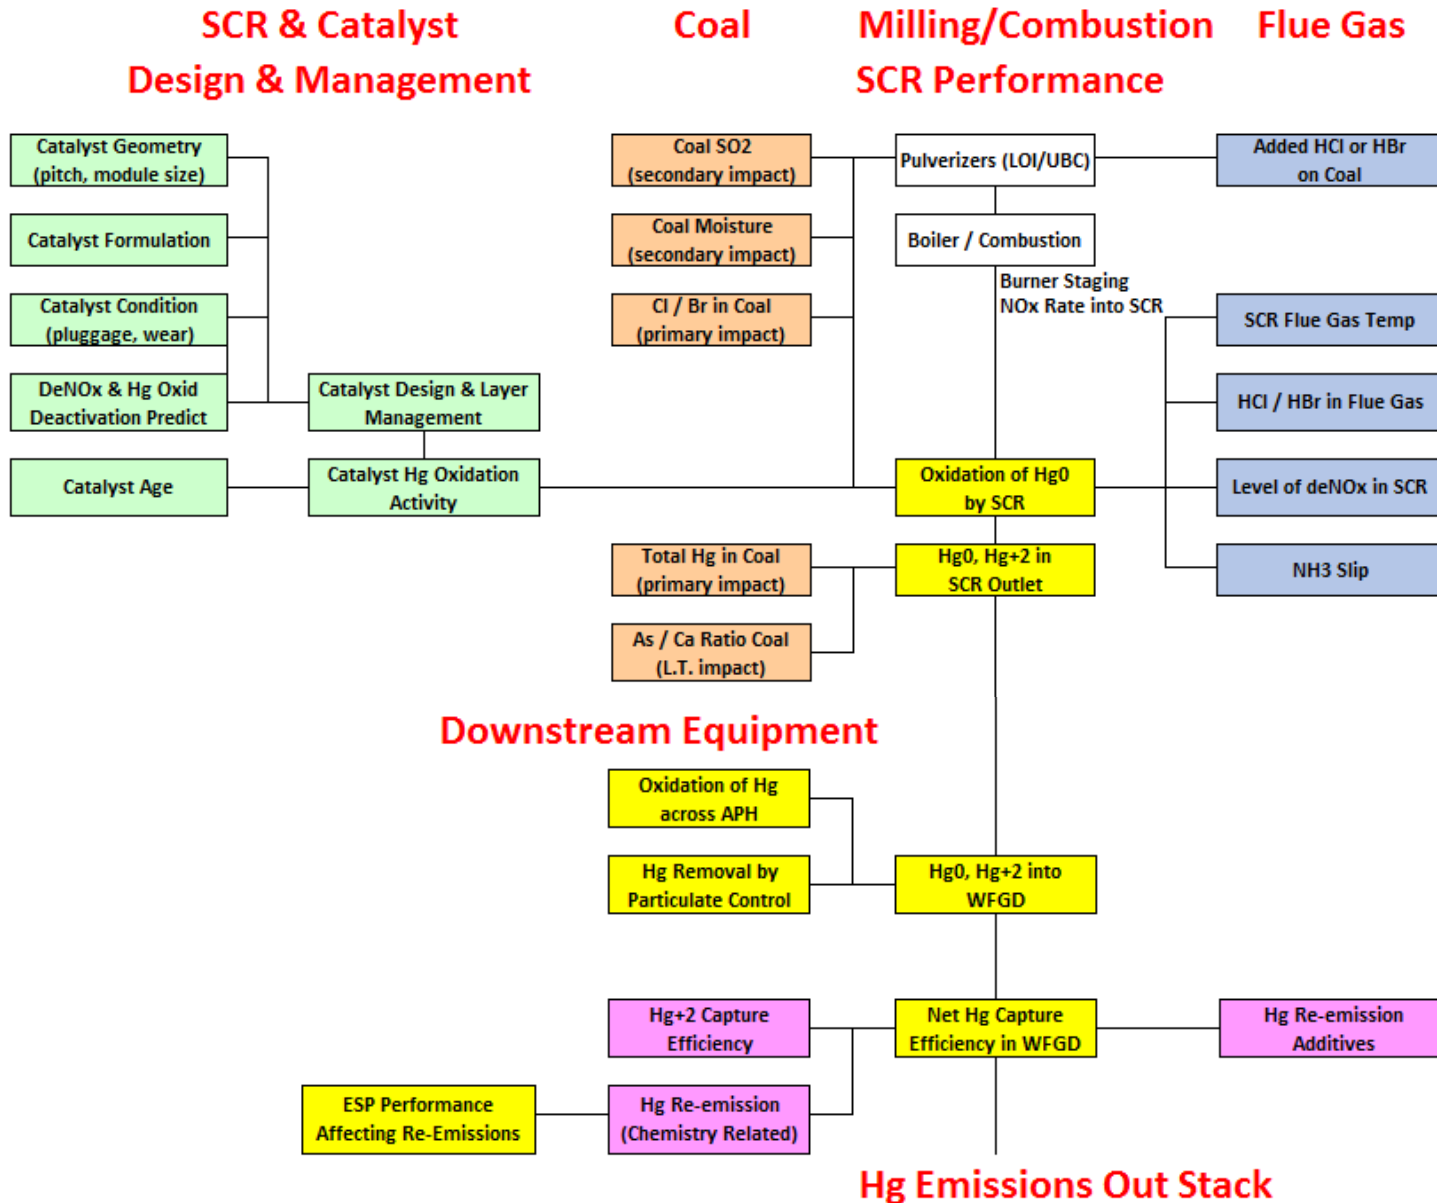 SCR & Catalyst
Design & Management
Coal
Milling/Combustion
SCR Performance
Flue Gas
Catalyst Geometry
(pitch, module size)
Catalyst Formulation
Catalyst Condition
(pluggage, wear)
DeNOx & Hg Oxid
Deactivation Predict
Catalyst Age
Catalyst Design & Layer
Management
Catalyst Hg Oxidation
Activity
Coal SO2
(secondary impact)
Coal Moisture
(secondary impact)
Cl / Br in Coal
(primary impact)
Total Hg in Coal
(primary impact)
As / Ca Ratio Coal
(L.T. impact)
Pulverizers (LOI/UBC)
Boiler / Combustion
Burner Staging
NOx Rate into SCR
Oxidation of Hg0
by SCR
Hg0, Hg+2 in
SCR Outlet
Added HCl or HBr
on Coal
SCR Flue Gas Temp
HCl / HBr in Flue Gas
Level of deNOx in SCR
NH3 Slip
Downstream Equipment
Oxidation of Hg
across APH
Hg Removal by
Particulate Control
Hg0, Hg+2 into
WFGD
Hg+2 Capture
Efficiency
Net Hg Capture
Efficiency in WFGD
Hg Re-emission
Additives
ESP Performance
Affecting Re-Emissions
Hg Re-emission
(Chemistry Related)
Hg Emissions Out Stack